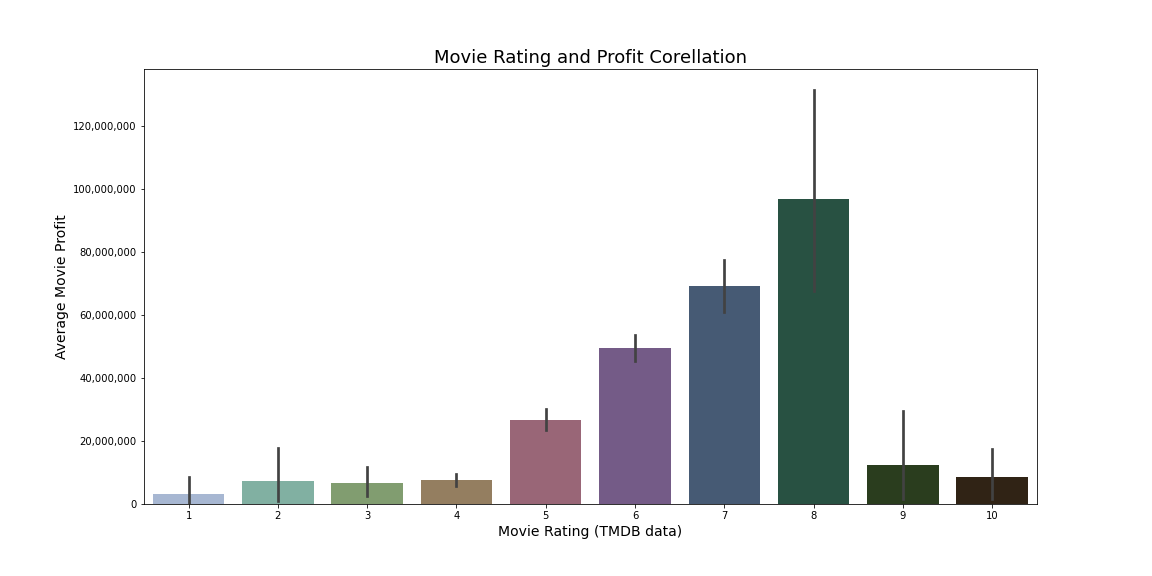 Movie Rating and Profit Corellation
Average Movie Profit
120,000,000
100,000,000
80,000,000
60,000,000
40,000,000
20,000,000
0
1 2 3 4 5 6 7 8 9 10
Movie Rating (TMDB data)